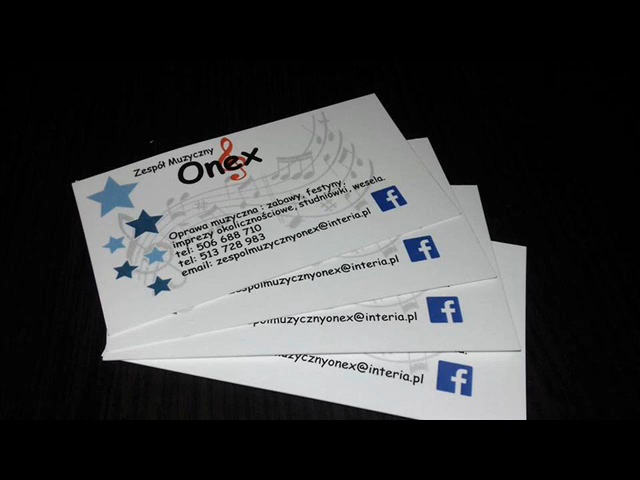 Zespół Muzyczny
Onex
Oprawa muzyczna : zabawy, festyny,
imprezy okolicznościowe, studniówki, wesela.
tel: 506 688 710
tel: 513 728 983
email: zespolmuzycznyonex@interia.pl
f
zespolmuzycznyonex@interia.pl
f
spolmuzycznyonex@interia.pl
f
muzycznyonex@interia.pl
f